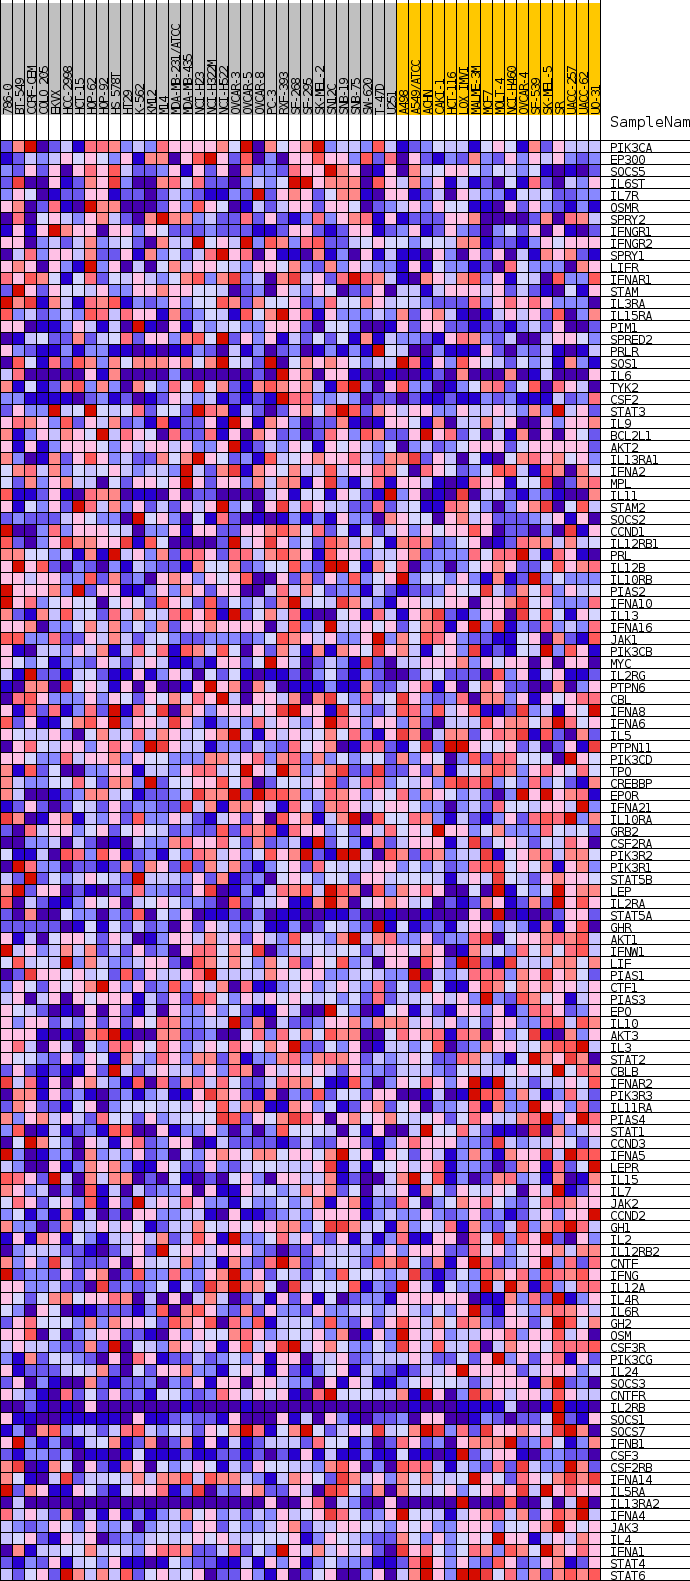 786-0
BT-549
CCRF-CEM
COLO 205
EKVX
HCC-2998
HCT-15
HOP-62
HOP-92
HS 578T
HT29
K-562
KM12
M14
MDA-MB-231/ATCC
MDA-MB-435
NCI-H23
NCI-H322M
NCI-H522
OVCAR-3
OVCAR-5
OVCAR-8
PC-3
RXF-393
SF-268
SF-295
SK-MEL-2
SN12C
SNB-19
SNB-75
SW-620
T-47D
U251
A498
A549/ATCC
ACHN
CAKI-1
HCT-116
LOX IMVI
MALME-3M
MCF7
MOLT-4
NCI-H460
OVCAR-4
SF-539
SK-MEL-5
SR
UACC-257
UACC-62
UO-31
SampleNam
PIK3CA
EP300
SOCS5
IL6ST
IL7R
OSMR
SPRY2
IFNGR1
IFNGR2
SPRY1
LIFR
IFNAR1
STAM
IL3RA
IL15RA
PIM1
SPRED2
PRLR
SOS1
IL6
TYK2
CSF2
STAT3
IL9
BCL2L1
AKT2
IL13RA1
IFNA2
MPL
IL11
STAM2
SOCS2
CCND1
IL12RB1
PRL
IL12B
IL10RB
PIAS2
IFNA10
IL13
IFNA16
JAK1
PIK3CB
MYC
IL2RG
PTPN6
CBL
IFNA8
IFNA6
IL5
PTPN11
PIK3CD
TPO
CREBBP
EPOR
IFNA21
IL10RA
GRB2
CSF2RA
PIK3R2
PIK3R1
STAT5B
LEP
IL2RA
STAT5A
GHR
AKT1
IFNW1
LIF
PIAS1
CTF1
PIAS3
EPO
IL10
AKT3
IL3
STAT2
CBLB
IFNAR2
PIK3R3
IL11RA
PIAS4
STAT1
CCND3
IFNA5
LEPR
IL15
IL7
JAK2
CCND2
GH1
IL2
IL12RB2
CNTF
IFNG
IL12A
IL4R
IL6R
GH2
OSM
CSF3R
PIK3CG
IL24
SOCS3
CNTFR
IL2RB
SOCS1
SOCS7
IFNB1
CSF3
CSF2RB
IFNA14
IL5RA
IL13RA2
IFNA4
JAK3
IL4
IFNA1
STAT4
STAT6